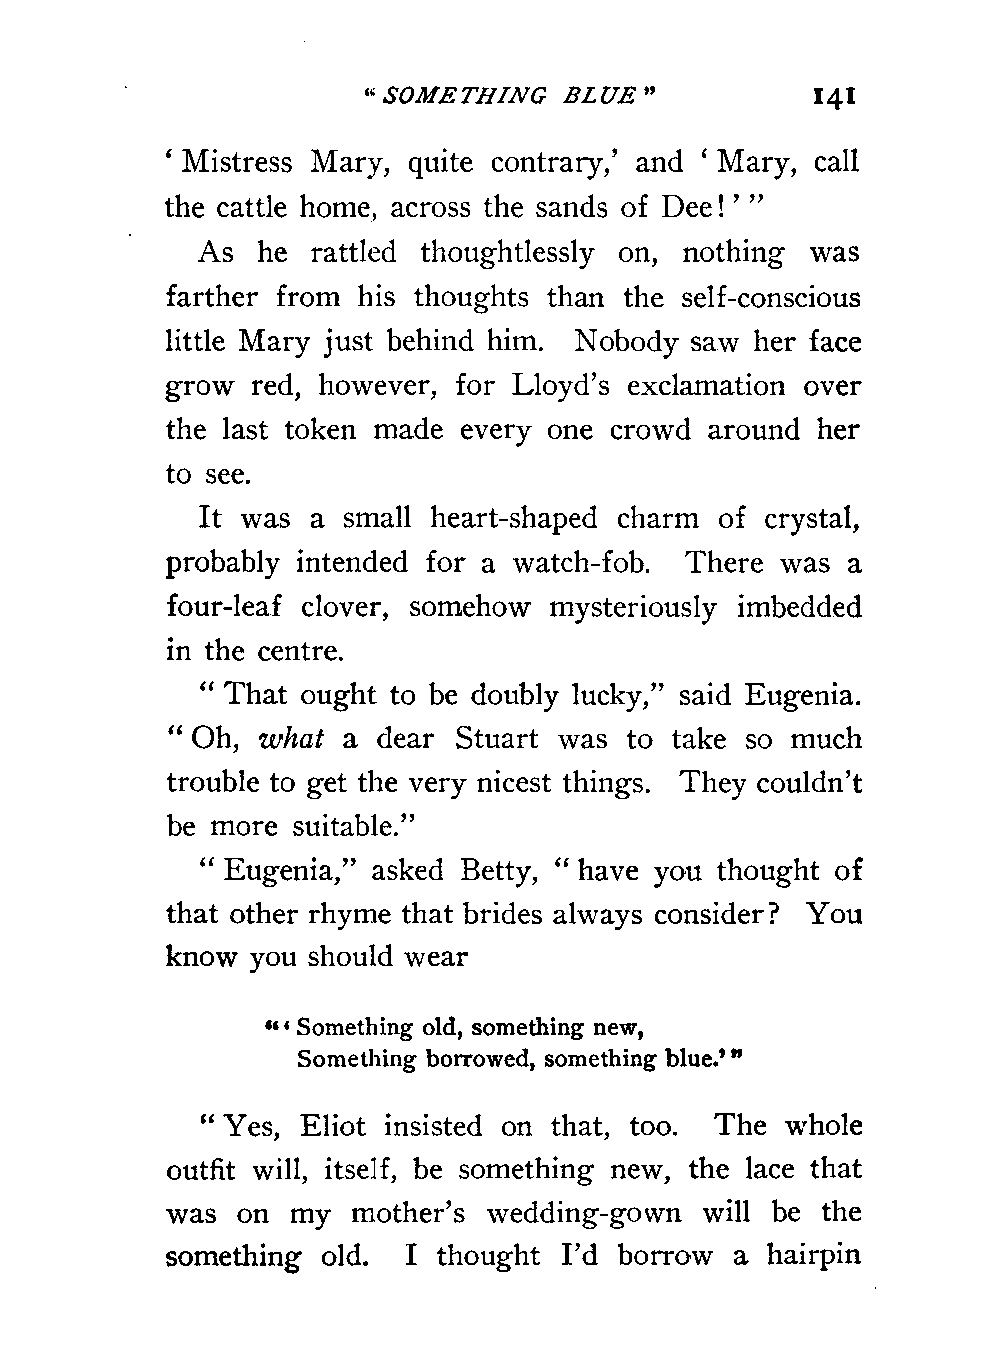 "SOMETHING BLUE" 141
'Mistress Mary, quite contrary,' and 'Mary, call
the cattle home, across the sands of Dee!'"
As he rattled thoughtlessly on, nothing was
farther from his thoughts than the self-conscious
little Mary just behind him. Nobody saw her face
grow red, however, for Lloyd's exclamation over
the last token made every one crowd around her
to see.
It was a small heart-shaped charm of crystal,
probably intended for a watch-fob. There was a
four-leaf clover, somehow mysteriously imbedded
in the centre.
"That ought to be doubly lucky," said Eugenia.
"Oh, what a dear Stuart was to take so much
trouble to get the very nicest things. They couldn't
be more suitable."
"Eugenia," asked Betty, "have you thought of
that other rhyme that brides always consider? You
know you should wear
"'Something old, something new,
Something borrowed, something blue.'"
"Yes, Eliot insisted on that, too. The whole
outfit will, itself, be something new, the lace that
was on my mother's wedding-gown will be the
something old. I thought I'd borrow a hairpin